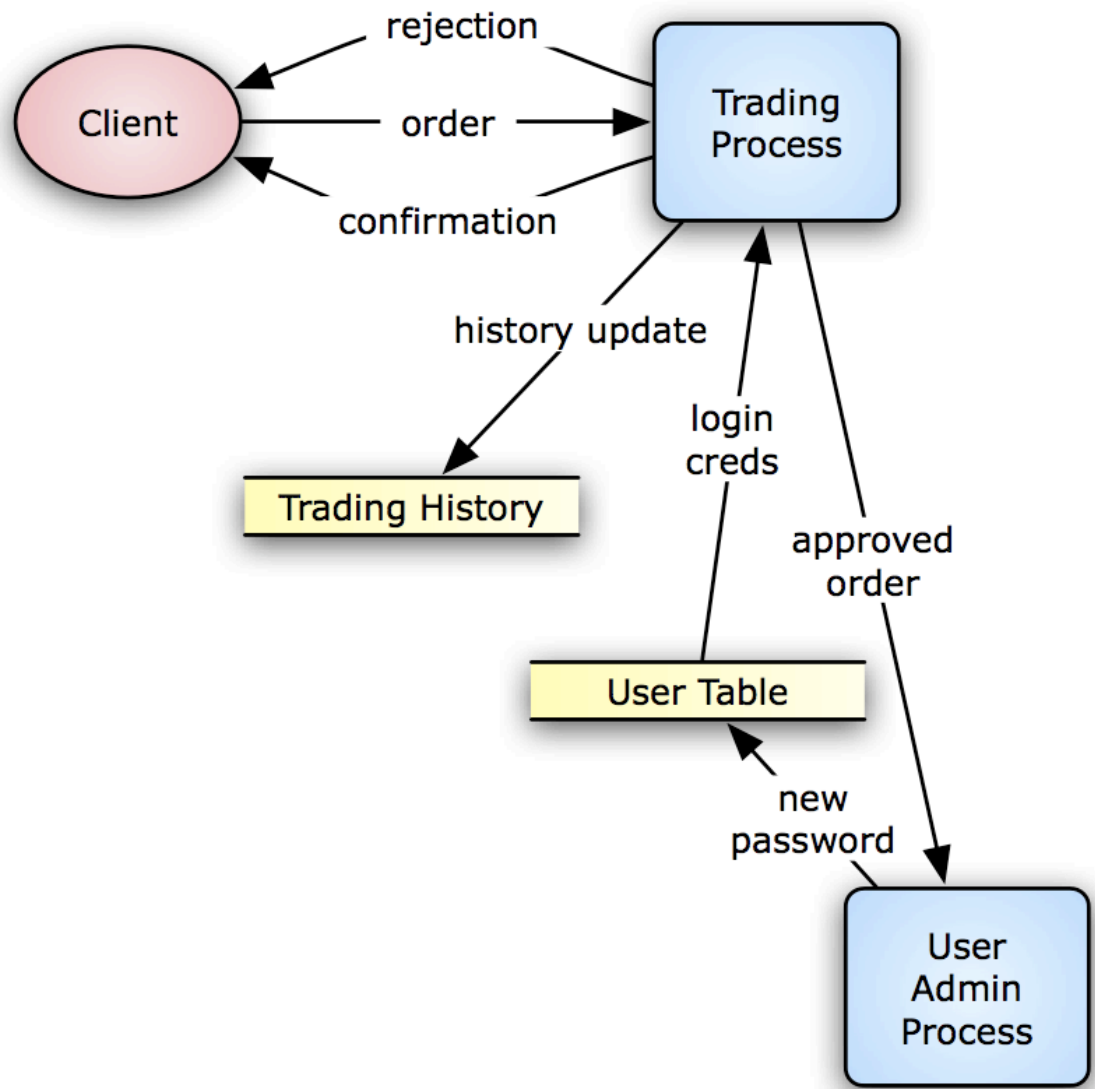 rejection
Client
order
Trading
Process
confirmation
history update
login
creds
Trading History
approved
order
User Table
new
password
User
Admin
Process